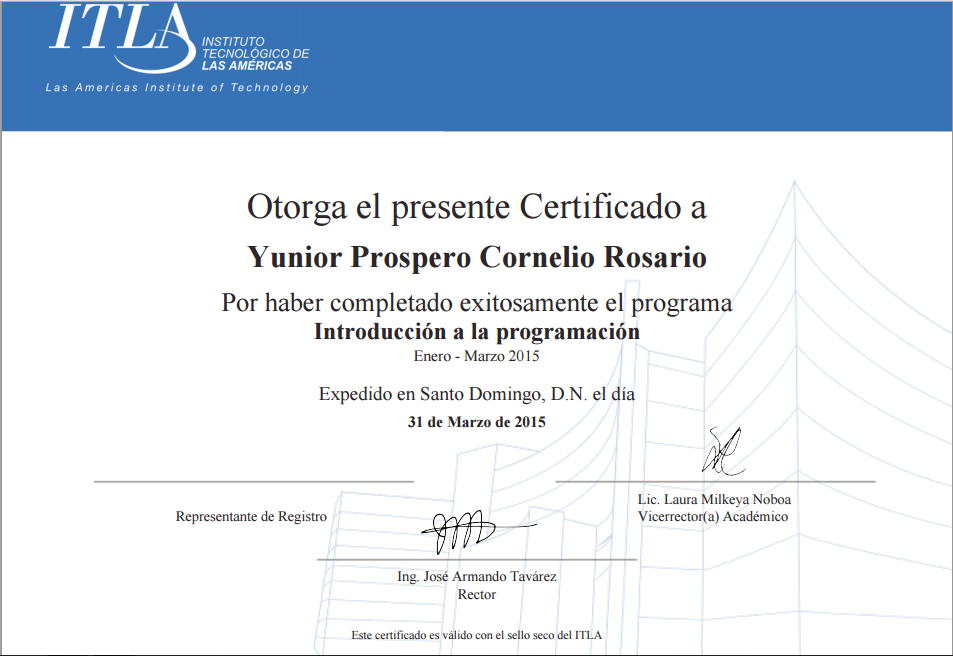 ITLA
INSTITUTO
TECNOLÓGICO DE
LAS AMÉRICAS
Las Americas Institute of Technology
Otorga el presente Certificado a
Yunior Prospero Cornelio Rosario
Por haber completado exitosamente el programa
Introducción a la programación
Enero - Marzo 2015
Expedido en Santo Domingo, D.N. el día
31 de Marzo de 2015
Representante de Registro
Lic. Laura Milkeya Noboa
Vicerrector(a) Académico
Ing. José Armando Tavárez
Rector
Este certificado es válido con el sello seco del ITLA